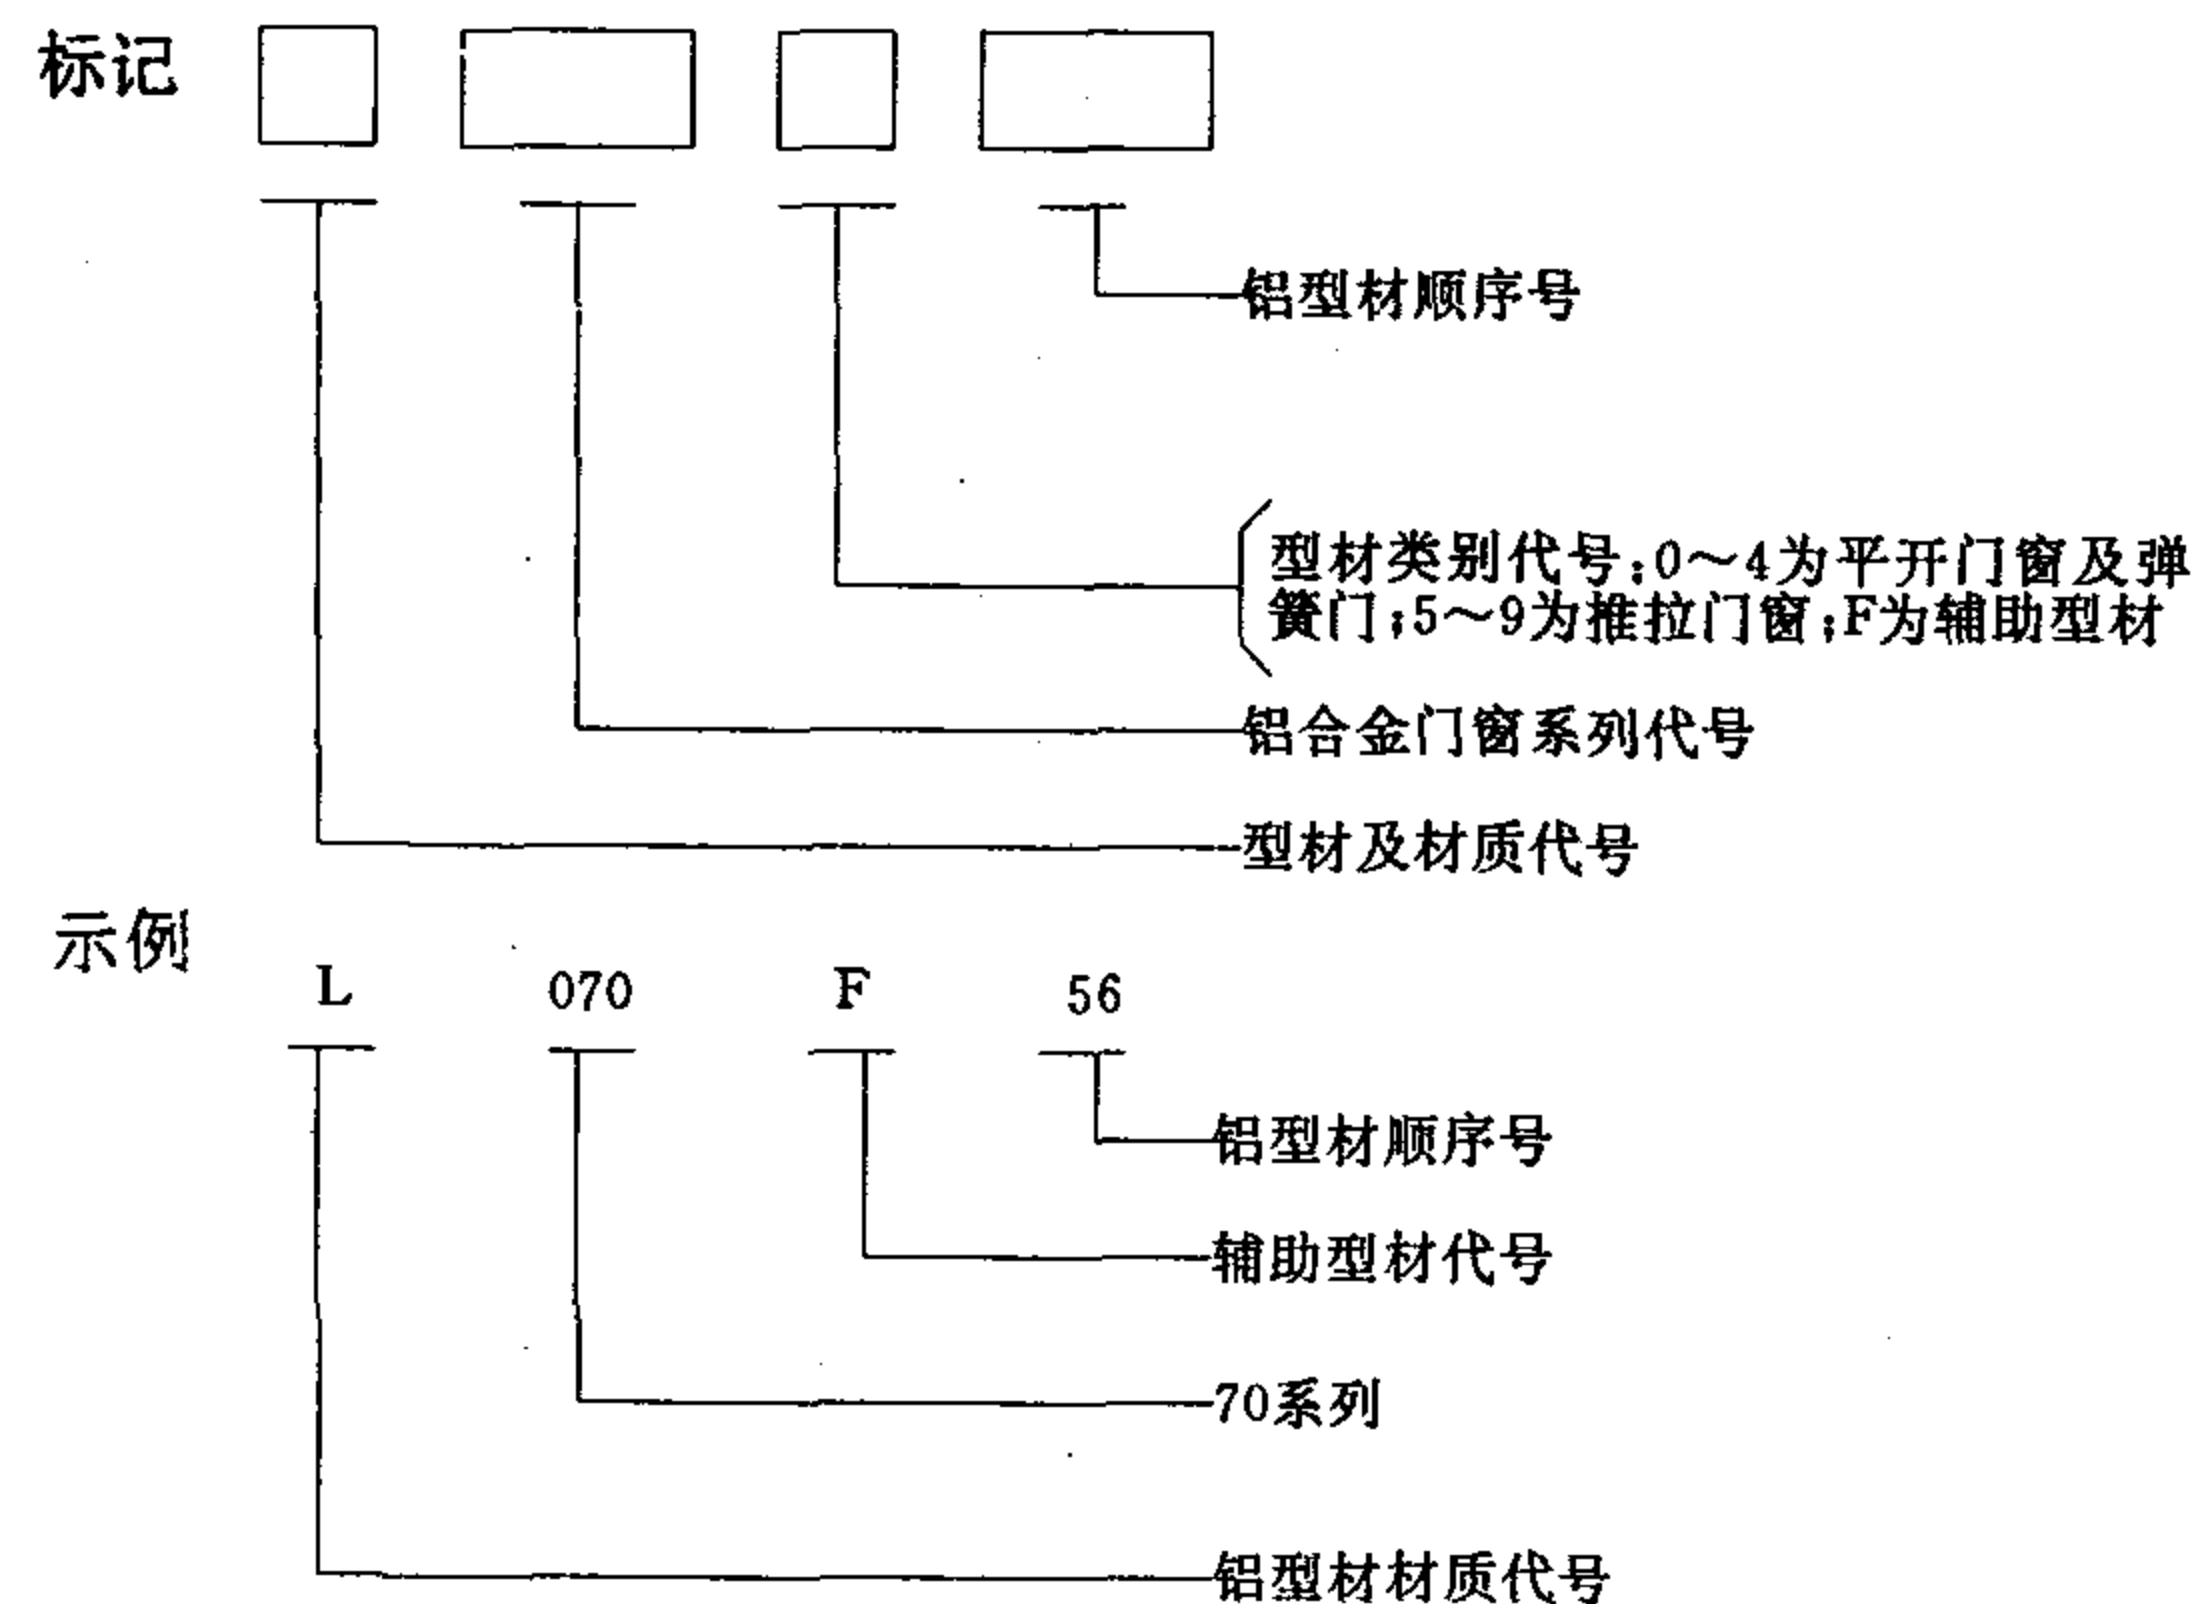 标记
铝型材顺序号
型材类别代号:0～4为平开门窗及弹
簧门;5～9为推拉门窗;F为辅助型材
铝合金门窗系列代号
型材及材质代号
示例
L 070 F 56
铝型材顺序号
辅助型材代号
70系列
铝型材材质代号